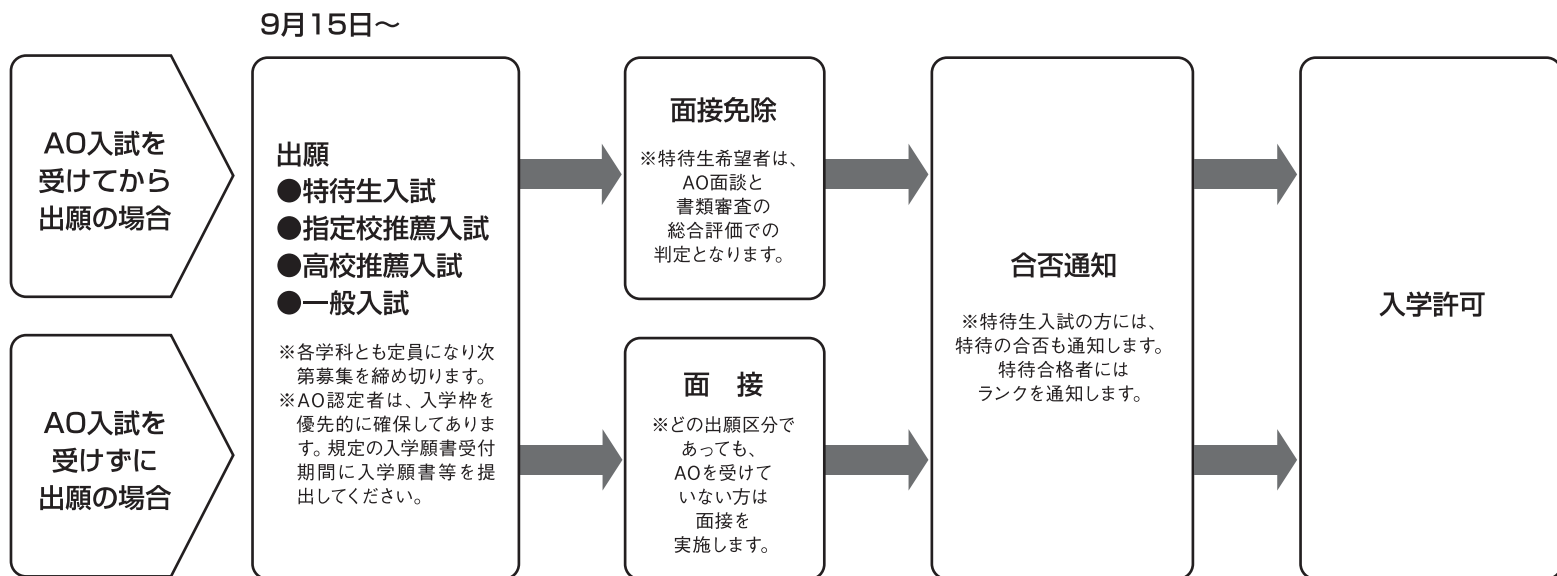 9月15日～
AO入試を
受けてから
出願の場合
AO入試を
受けずに
出願の場合
出願
●特待生入試
●指定校推薦入試
●高校推薦入試
●一般入試
※各学科とも定員になり次
第募集を締め切ります。
※AO認定者は、入学枠を
優先的に確保してありま
す。規定の入学願書受付
期間に入学願書等を提
出してください。
面接免除
※特待生希望者は、
AO面談と
書類審査の
総合評価での
判定となります。
面　接
※どの出願区分で
あっても、
AOを受けて
いない方は
面接を
実施します。
合否通知
※特待生入試の方には、
特待の合否も通知します。
特待合格者には
ランクを通知します。
入学許可